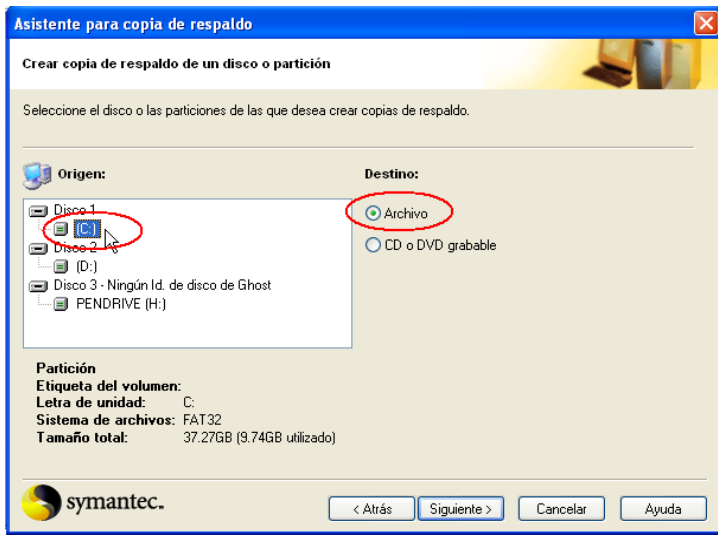 Asistente para copia de respaldo
Crear copia de respaldo de un disco o partición
Seleccione el disco o las particiones de las que desea crear copias de respaldo.
Origen:
Destino:
Disco 1
(C:)
Disco 2
(D:)
Disco 3 - Ningún Id. de disco de Ghost
PENDRIVE (H:)
Archivo
CD o DVD grabable
Partición
Etiqueta del volumen:
Letra de unidad: C:
Sistema de archivos: FAT32
Tamaño total: 37.27GB (9.74GB utilizado)
symantec.
< Atrás
Siguiente >
Cancelar
Ayuda